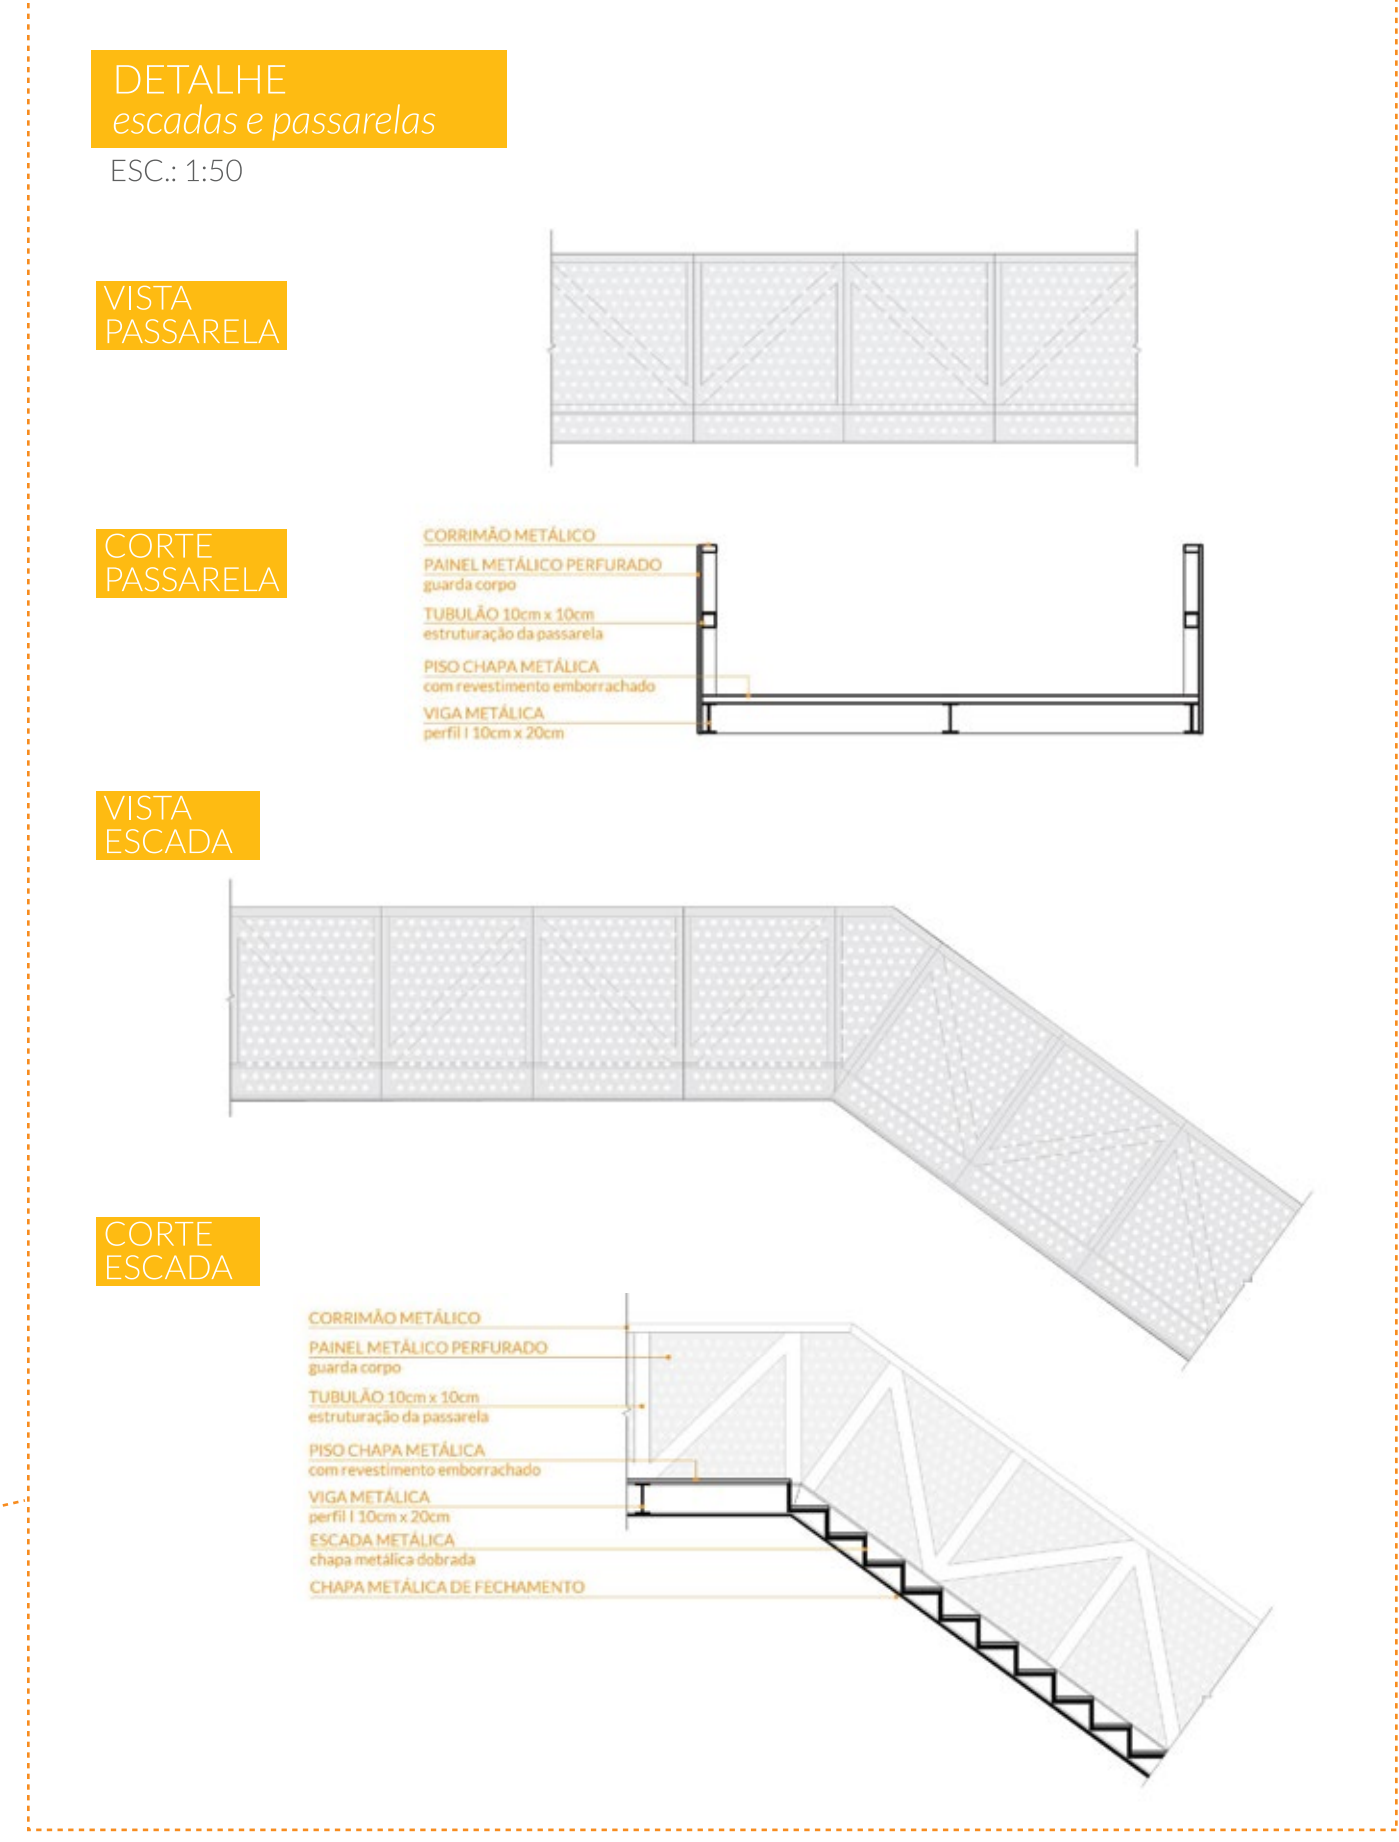 DETALHE
escadas e passarelas
ESC.: 1:50
VISTA
PASSARELA
CORTE
PASSARELA
CORRIMÃO METÁLICO
PAINEL METÁLICO PERFURADO
guarda corpo
TUBULÃO 10cm x 10cm
estruturação da passarela
PISO CHAPA METÁLICA
com revestimento emborrachado
VIGA METÁLICA
perfil I 10cm x 20cm
VISTA
ESCADA
CORTE
ESCADA
CORRIMÃO METÁLICO
PAINEL METÁLICO PERFURADO
guarda corpo
TUBULÃO 10cm x 10cm
estruturação da passarela
PISO CHAPA METÁLICA
com revestimento emborrachado
VIGA METÁLICA
perfil I 10cm x 20cm
ESCADA METÁLICA
chapa metálica dobrada
CHAPA METÁLICA DE FECHAMENTO